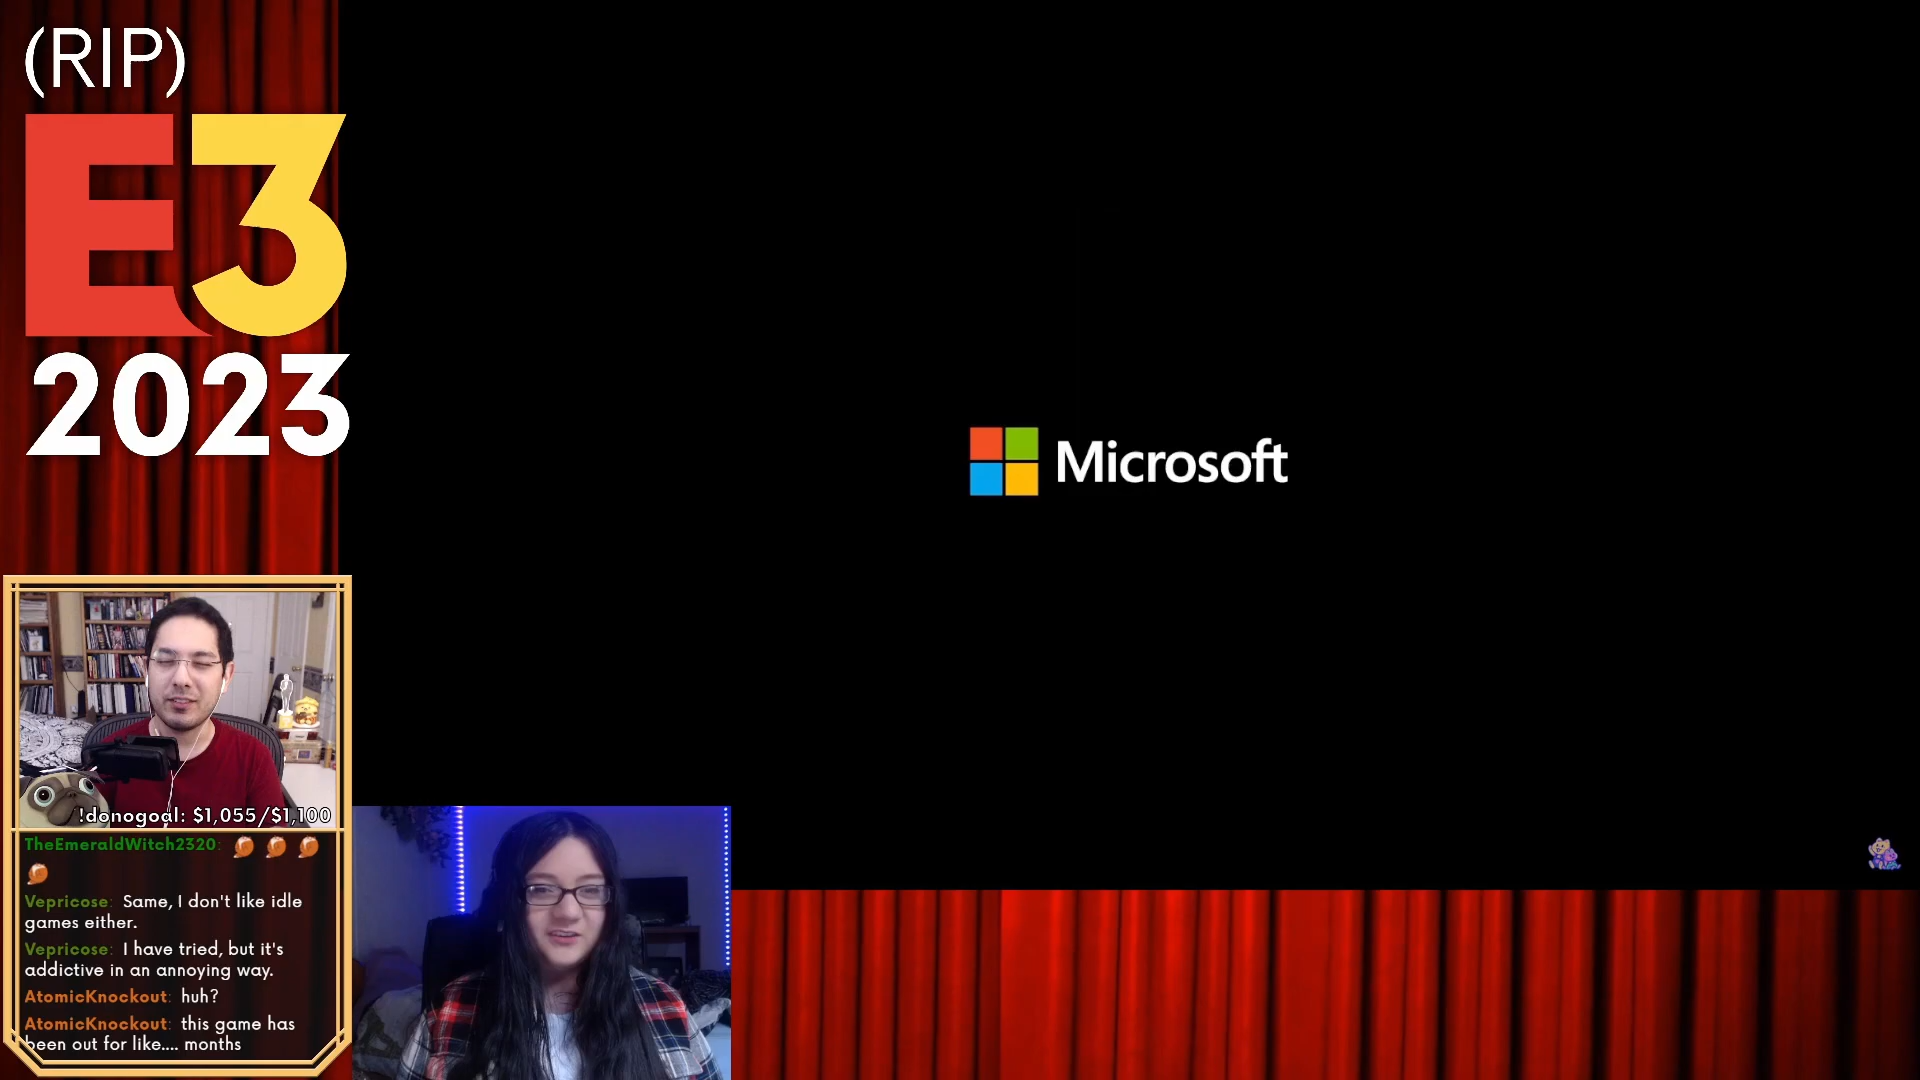 (RIP)
E3
2023
Microsoft
!donogoal: $1,055/$1,100
TheEmeraldWitch2320:
Vepricose: Same, I don't like idle
games either.
Vepricose: I have tried, but it's
addictive in an annoying way.
AtomicKnockout: huh?
AtomicKnockout: this game has
been out for like.... months